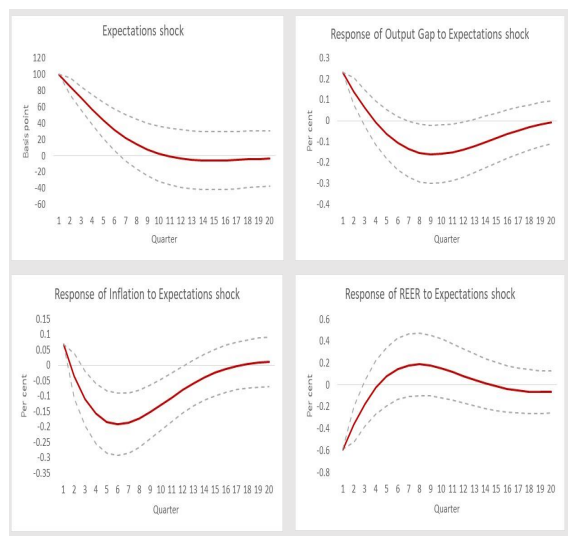 Expectations shock
120
100
80
60
40
20
0
-20
-40
-60
Basis point
1 2 3 4 5 6 7 8 9 10 11 12 13 14 15 16 17 18 19 20
Quarter
Response of Output Gap to Expectations shock
0.3
0.2
0.1
0
-0.1
-0.2
-0.3
-0.4
Per cent
1 2 3 4 5 6 7 8 9 10 11 12 13 14 15 16 17 18 19 20
Quarter
Response of Inflation to Expectations shock
0.15
0.1
0.05
0
-0.05
-0.1
-0.15
-0.2
-0.25
-0.3
-0.35
Per cent
1 2 3 4 5 6 7 8 9 10 11 12 13 14 15 16 17 18 19 20
Quarter
Response of REER to Expectations shock
0.6
0.4
0.2
0
-0.2
-0.4
-0.6
-0.8
Per cent
1 2 3 4 5 6 7 8 9 10 11 12 13 14 15 16 17 18 19 20
Quarter